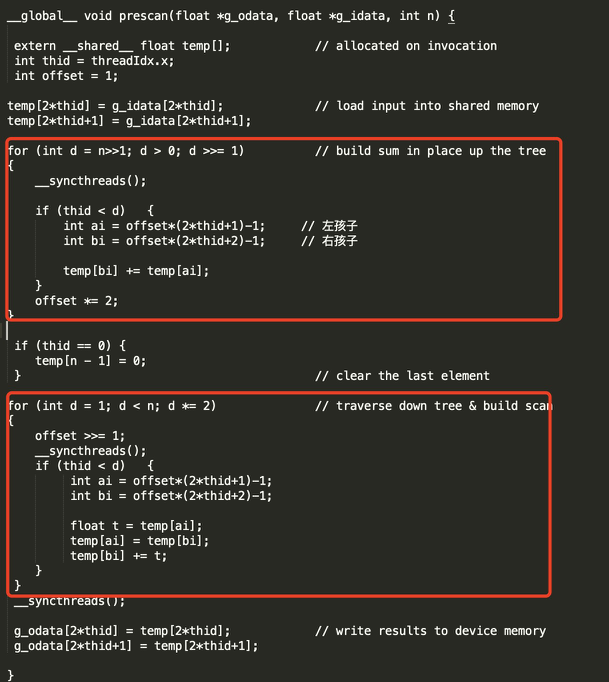 __global__ void prescan(float *g_odata, float *g_idata, int n) {
extern __shared__ float temp[]; // allocated on invocation
int thid = threadIdx.x;
int offset = 1;
temp[2*thid] = g_idata[2*thid]; // load input into shared memory
temp[2*thid+1] = g_idata[2*thid+1];
for (int d = n>>1; d > 0; d >>= 1) // build sum in place up the tree
{
__syncthreads();
if (thid < d) {
int ai = offset*(2*thid+1)-1; // 左孩子
int bi = offset*(2*thid+2)-1; // 右孩子
temp[bi] += temp[ai];
}
offset *= 2;
}
if (thid == 0) {
temp[n - 1] = 0;
} // clear the last element
for (int d = 1; d < n; d *= 2) // traverse down tree & build scan
{
offset >>= 1;
__syncthreads();
if (thid < d) {
int ai = offset*(2*thid+1)-1;
int bi = offset*(2*thid+2)-1;
float t = temp[ai];
temp[ai] = temp[bi];
temp[bi] += t;
}
}
__syncthreads();
g_odata[2*thid] = temp[2*thid]; // write results to device memory
g_odata[2*thid+1] = temp[2*thid+1];
}